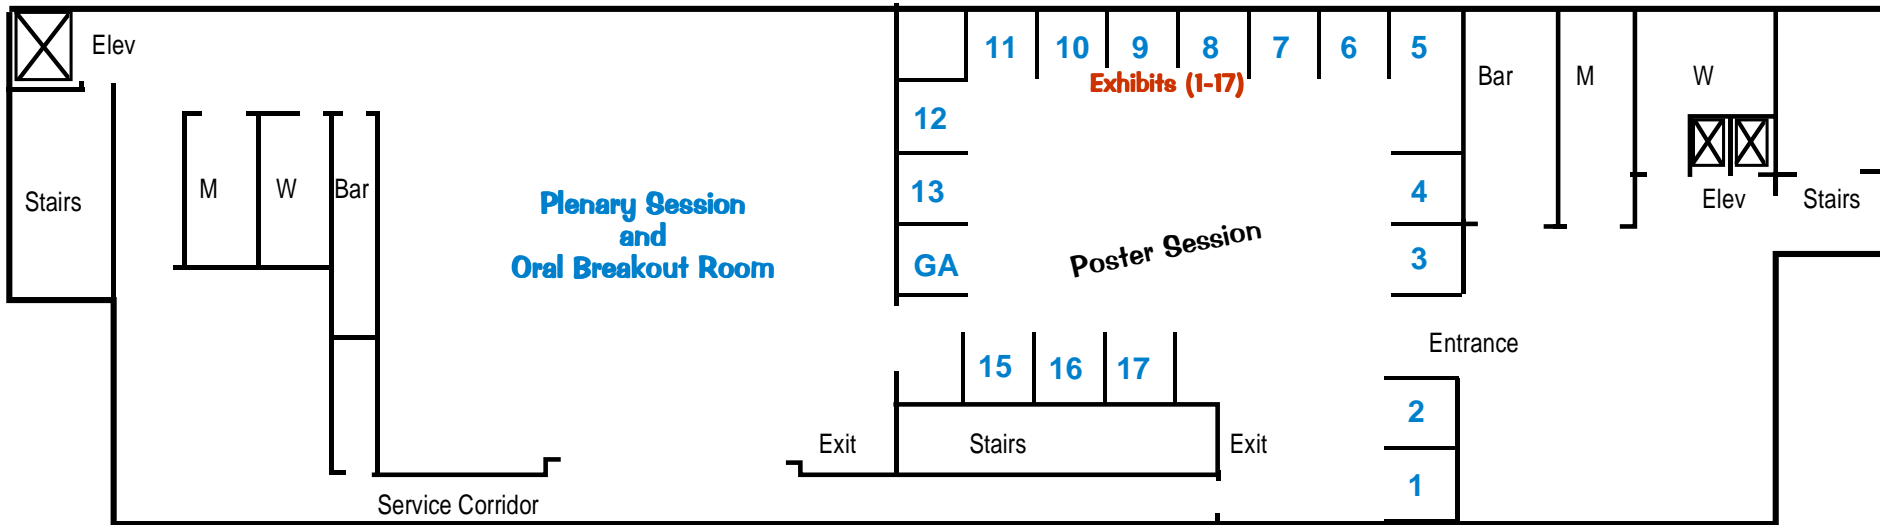 Elev
11
10
9
8
7
6
5
Exhibits (1-17)
Bar
M
W
12
Stairs
M
W
Bar
13
4
Elev
Stairs
Plenary Session
and
Oral Breakout Room
Poster Session
GA
3
Entrance
15
16
17
2
Exit
Stairs
Exit
1
Service Corridor